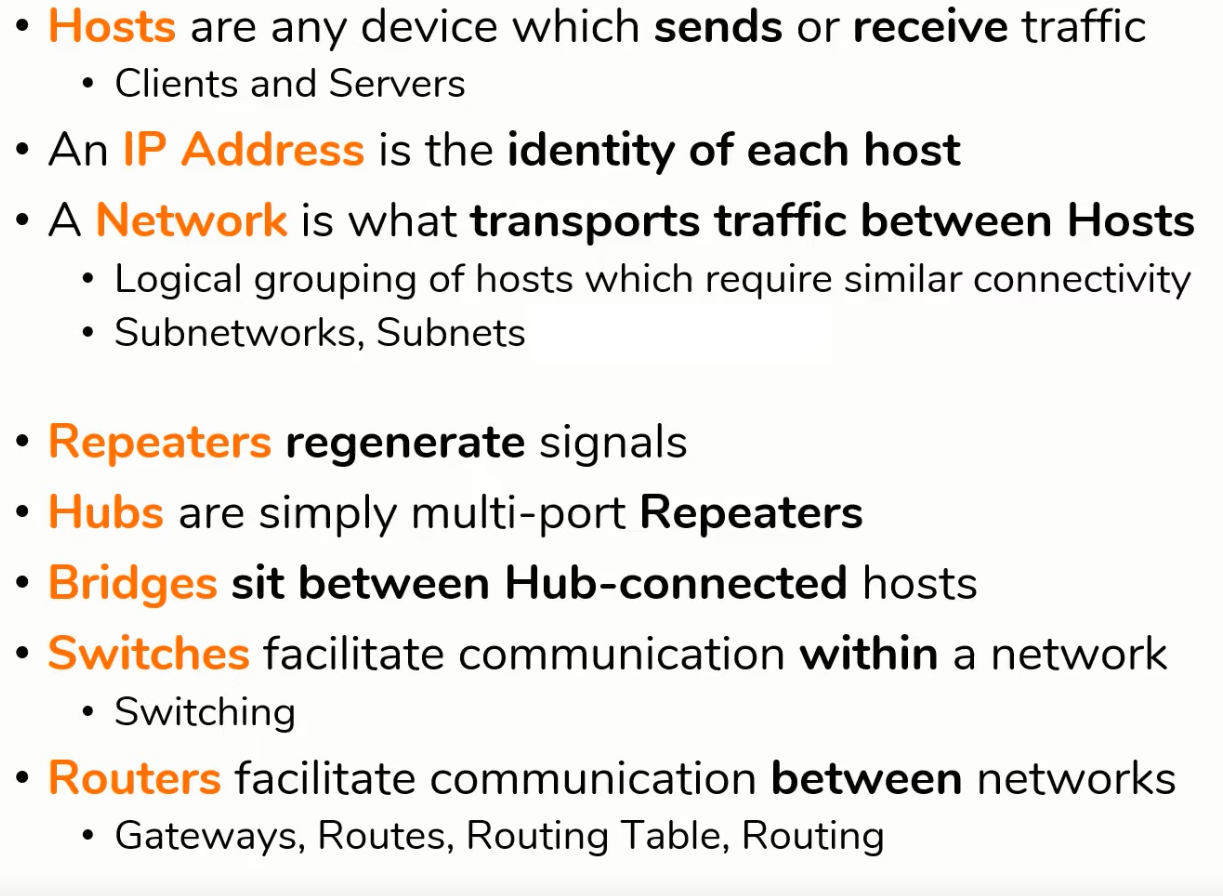 • Hosts are any device which sends or receive traffic
• Clients and Servers
• An IP Address is the identity of each host
• A Network is what transports traffic between Hosts
• Logical grouping of hosts which require similar connectivity
• Subnetworks, Subnets
• Repeaters regenerate signals
• Hubs are simply multi-port Repeaters
• Bridges sit between Hub-connected hosts
• Switches facilitate communication within a network
• Switching
• Routers facilitate communication between networks
• Gateways, Routes, Routing Table, Routing